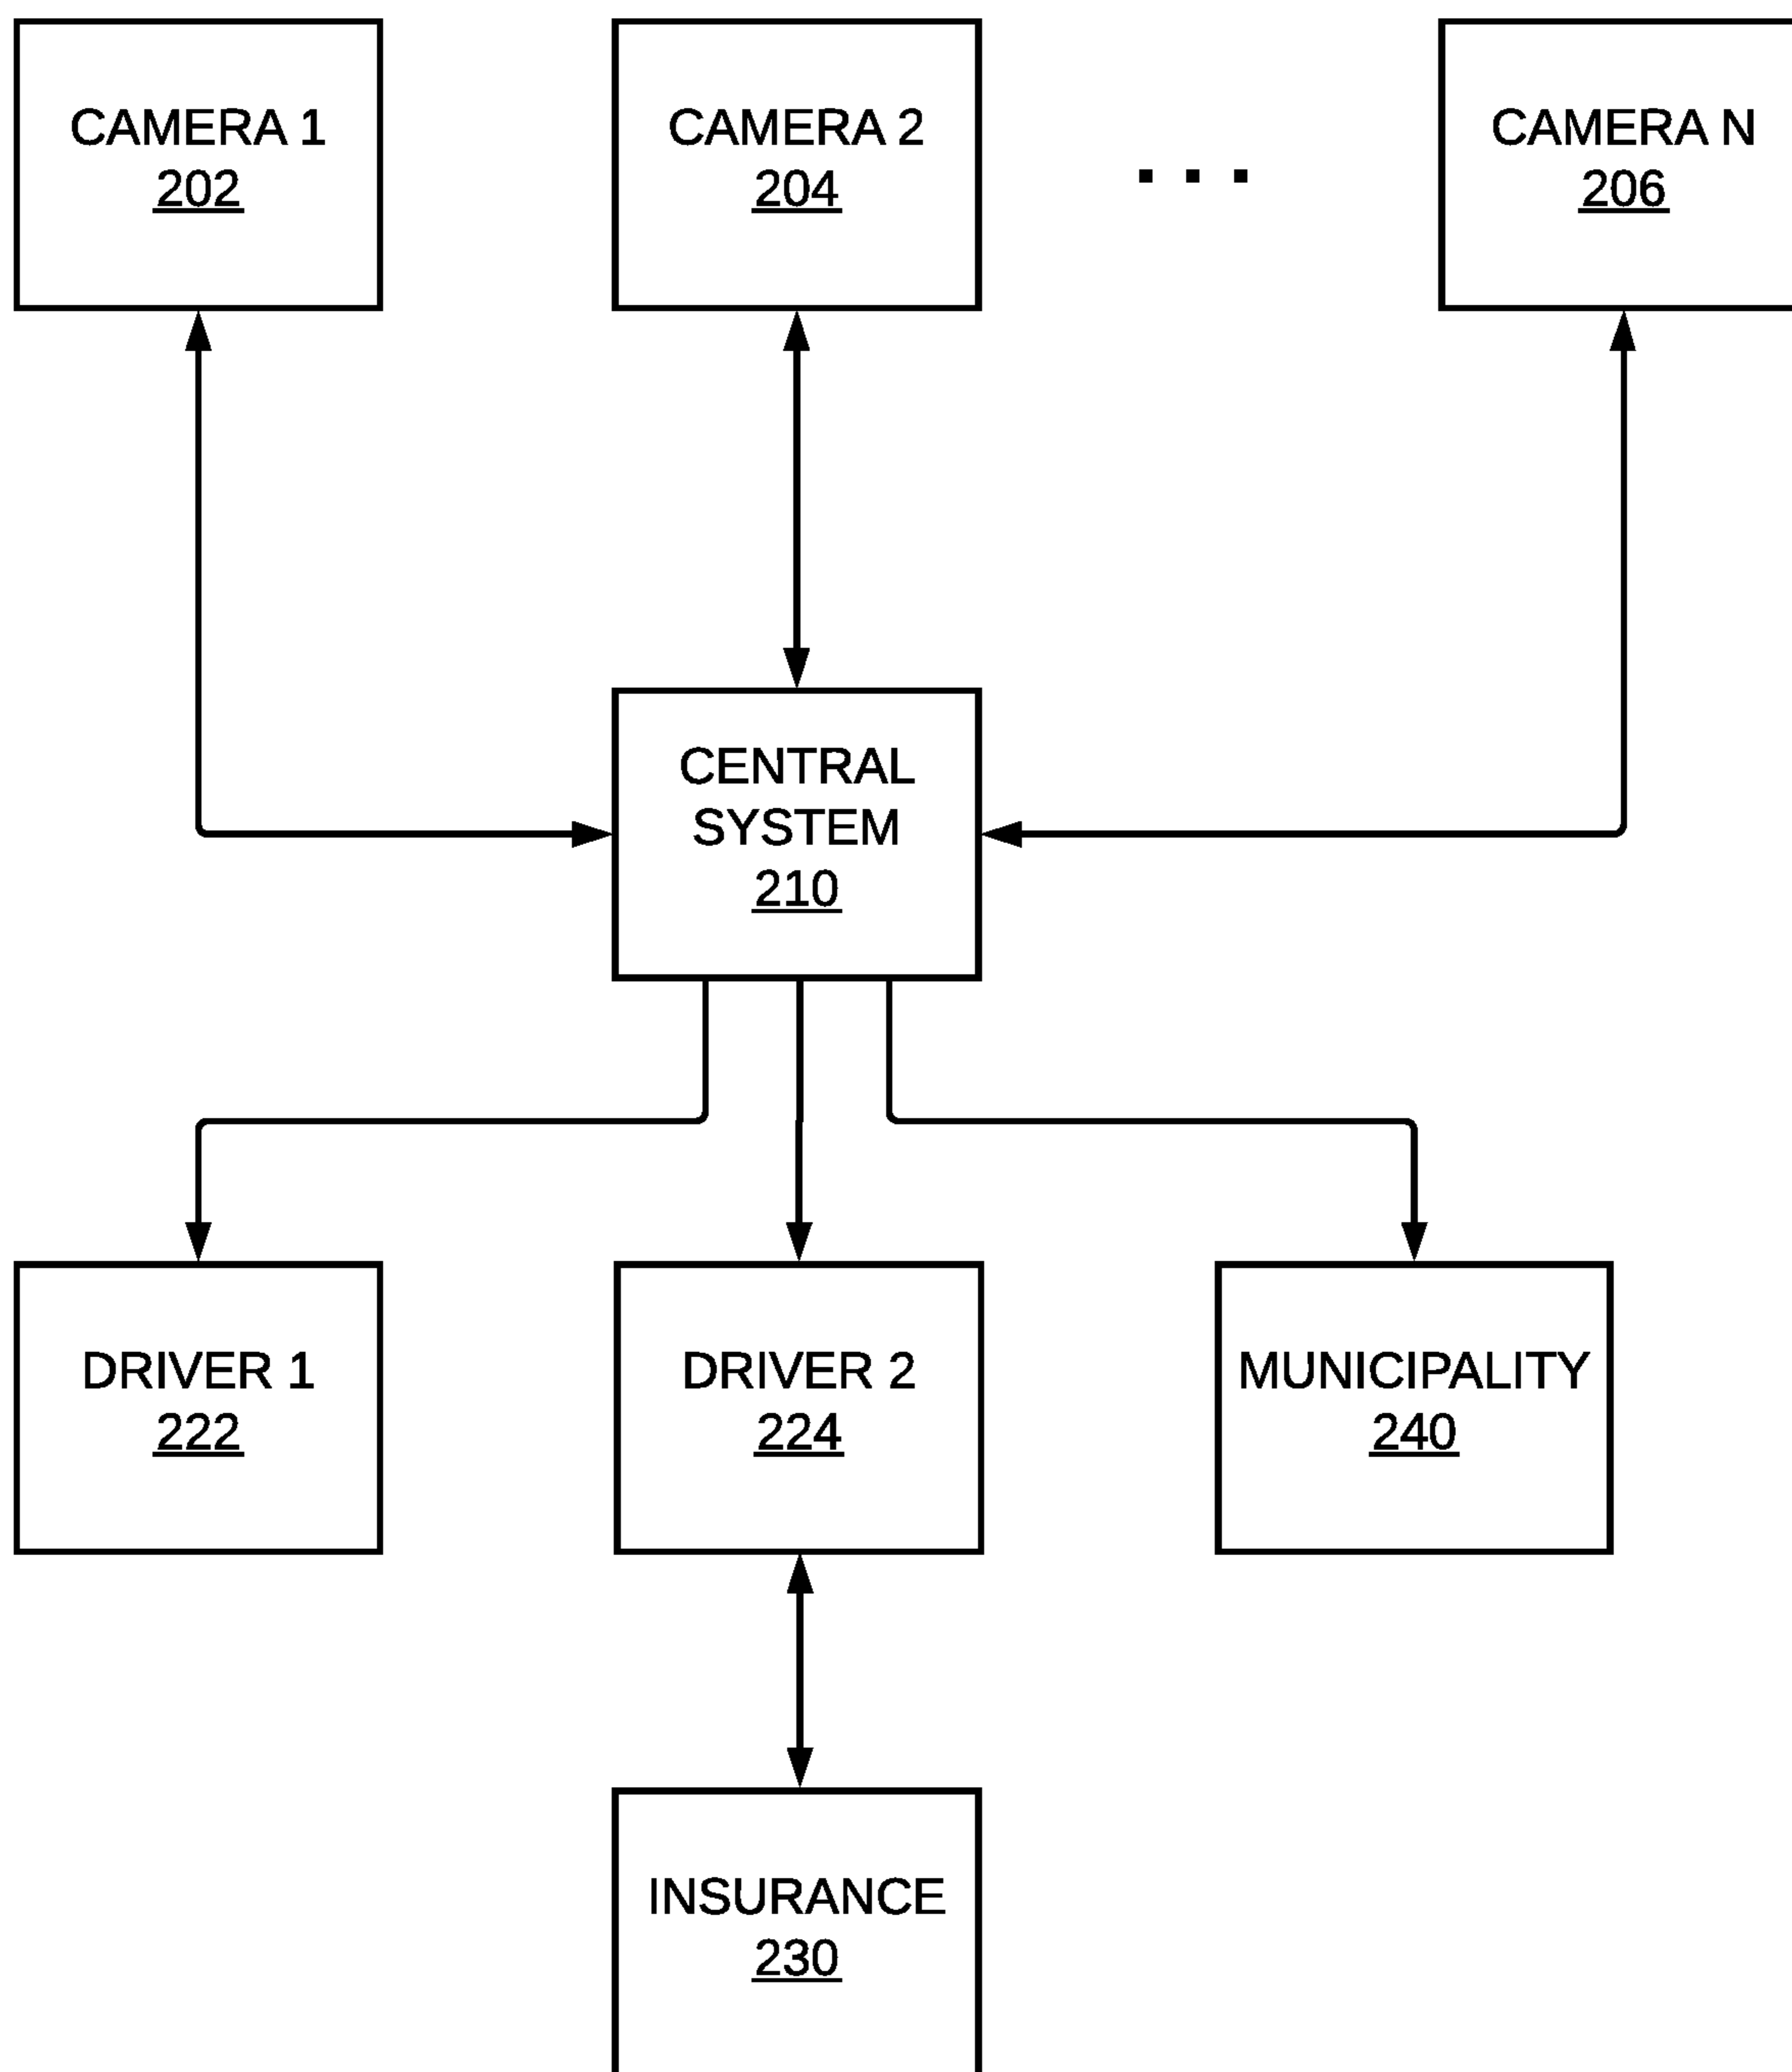 CAMERA 1
202
CAMERA 2
204
. . .
CAMERA N
206
CENTRAL
SYSTEM
210
DRIVER 1
222
DRIVER 2
224
MUNICIPALITY
240
INSURANCE
230